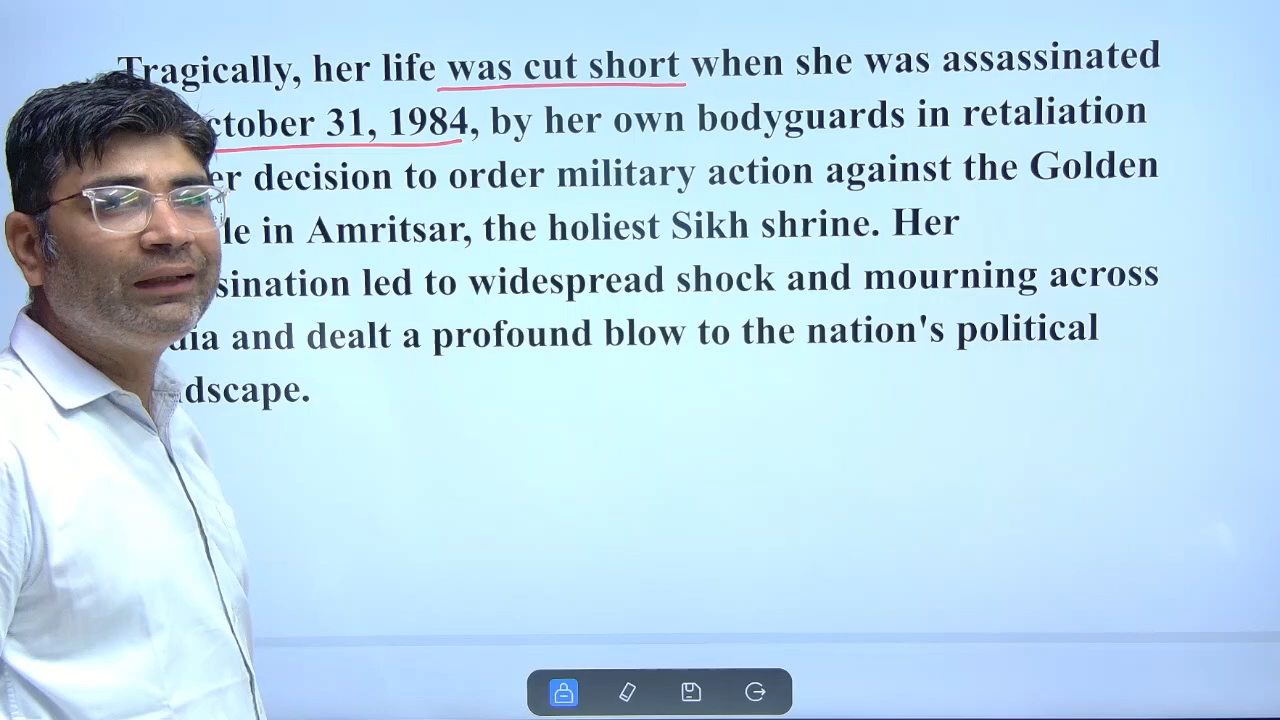 Tragically, her life was cut short when she was assassinated
ctober 31, 1984, by her own bodyguards in retaliation
er decision to order military action against the Golden
le in Amritsar, the holiest Sikh shrine. Her
sination led to widespread shock and mourning across
dia and dealt a profound blow to the nation's political
dscape.